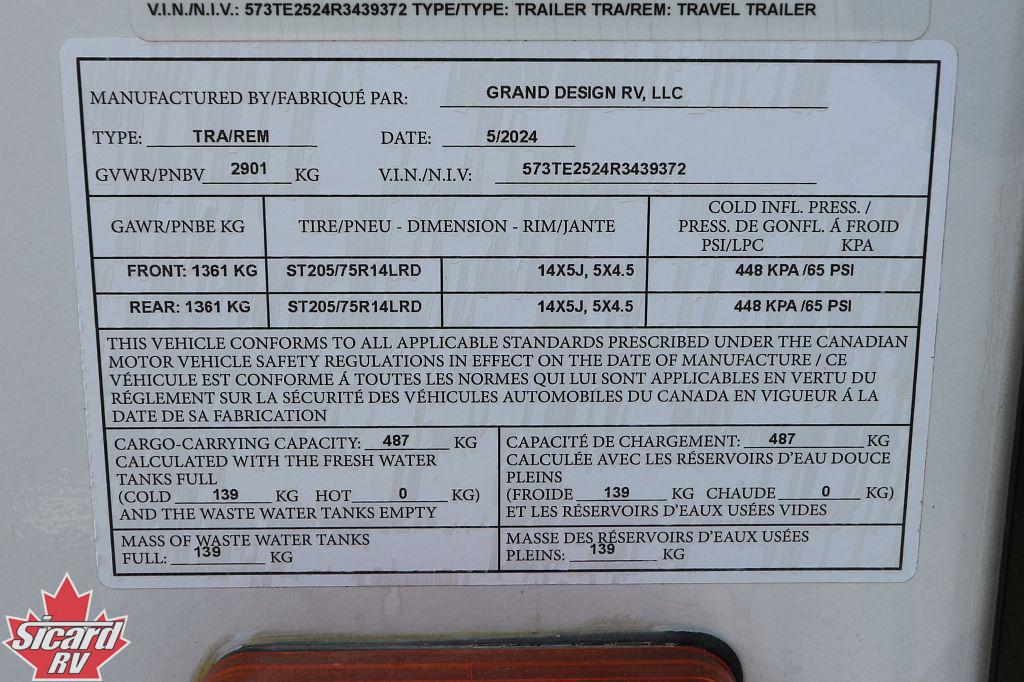 V.I.N./N.I.V.: 573TE2524R3439372 TYPE/TYPE: TRAILER TRA/REM: TRAVEL TRAILER
MANUFACTURED BY/FABRIQUÉ PAR: GRAND DESIGN RV, LLC
TYPE: TRA/REM DATE: 5/2024
GVWR/PNBV 2901 KG V.I.N./N.I.V.: 573TE2524R3439372
GAWR/PNBE KG TIRE/PNEU - DIMENSION - RIM/JANTE COLD INFL. PRESS. /
PRESS. DE GONFL. Á FROID
PSI/LPC KPA
FRONT: 1361 KG ST205/75R14LRD 14X5J, 5X4.5 448 KPA /65 PSI
REAR: 1361 KG ST205/75R14LRD 14X5J, 5X4.5 448 KPA /65 PSI
THIS VEHICLE CONFORMS TO ALL APPLICABLE STANDARDS PRESCRIBED UNDER THE CANADIAN
MOTOR VEHICLE SAFETY REGULATIONS IN EFFECT ON THE DATE OF MANUFACTURE / CE
VÉHICULE EST CONFORME Á TOUTES LES NORMES QUI LUI SONT APPLICABLES EN VERTU DU
RÉGLEMENT SUR LA SÉCURITÉ DES VÉHICULES AUTOMOBILES DU CANADA EN VIGUEUR Á LA
DATE DE SA FABRICATION
CARGO-CARRYING CAPACITY: 487 KG
CALCULATED WITH THE FRESH WATER
TANKS FULL
(COLD 139 KG HOT 0 KG)
AND THE WASTE WATER TANKS EMPTY
CAPACITÉ DE CHARGEMENT: 487 KG
CALCULÉE AVEC LES RÉSERVOIRS D'EAU DOUCE
PLEINS
(FROIDE 139 KG CHAUDE 0 KG)
ET LES RÉSERVOIRS D'EAUX USÉES VIDES
MASS OF WASTE WATER TANKS
FULL: 139 KG
MASSE DES RÉSERVOIRS D'EAUX USÉES
PLEINS: 139 KG
Sicard
RV